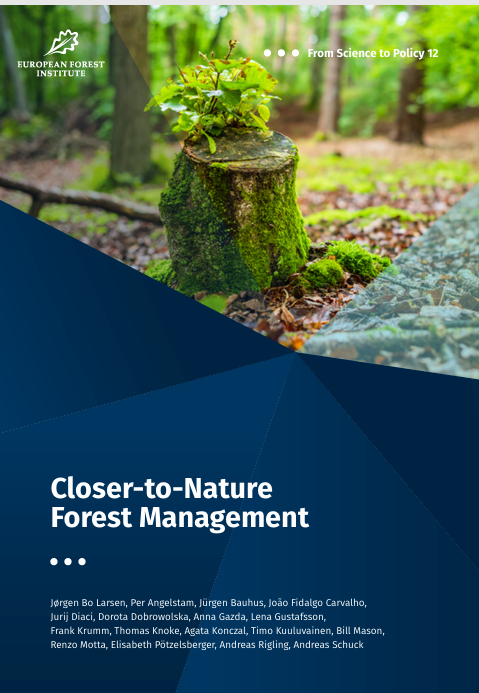 EUROPEAN FOREST
INSTITUTE
From Science to Policy 12
Closer-to-Nature
Forest Management
Jørgen Bo Larsen, Per Angelstam, Jürgen Bauhus, João Fidalgo Carvalho,
Jurij Diaci, Dorota Dobrowolska, Anna Gazda, Lena Gustafsson,
Frank Krumm, Thomas Knoke, Agata Konczal, Timo Kuuluvainen, Bill Mason,
Renzo Motta, Elisabeth Pötzelsberger, Andreas Rigling, Andreas Schuck